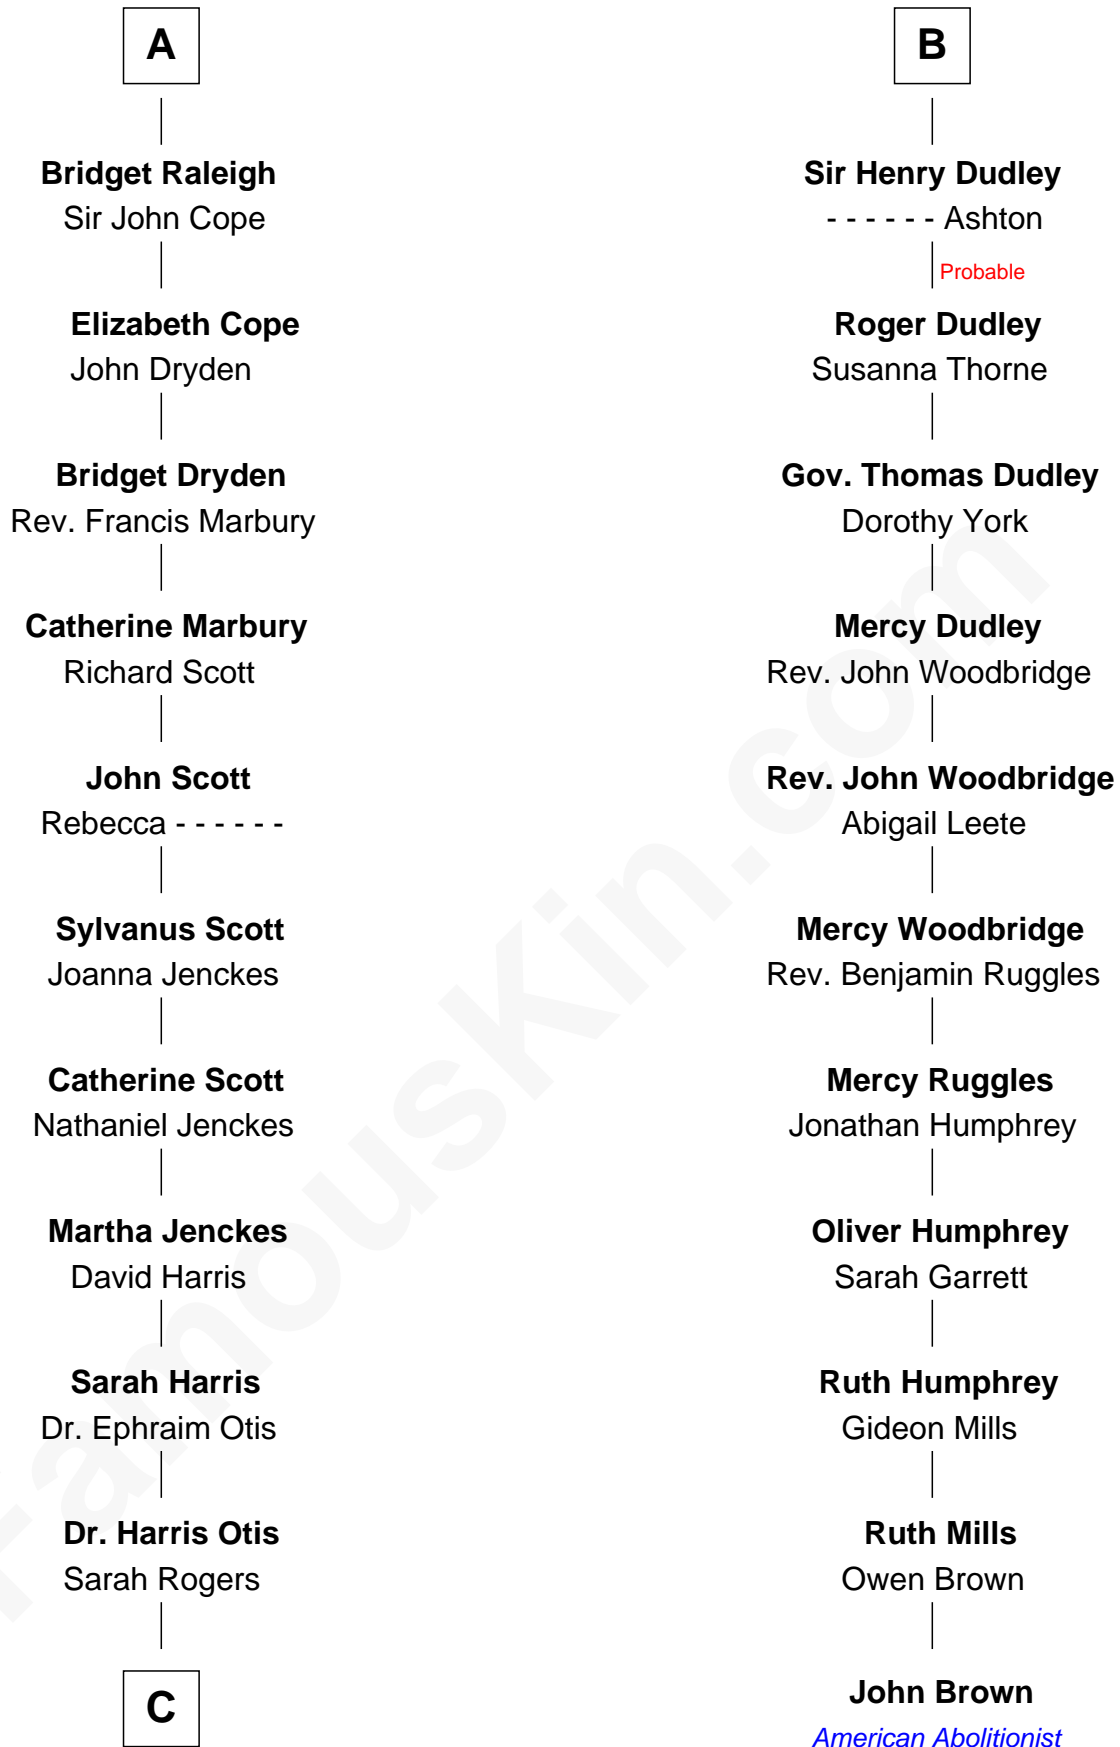 A
Bridget Raleigh
Sir John Cope
Elizabeth Cope
John Dryden
Bridget Dryden
Rev. Francis Marbury
Catherine Marbury
Richard Scott
John Scott
Rebecca - - - - - -
Sylvanus Scott
Joanna Jenckes
Catherine Scott
Nathaniel Jenckes
Martha Jenckes
David Harris
Sarah Harris
Dr. Ephraim Otis
Dr. Harris Otis
Sarah Rogers
C
B
Sir Henry Dudley
- - - - - - Ashton
Probable
Roger Dudley
Susanna Thorne
Gov. Thomas Dudley
Dorothy York
Mercy Dudley
Rev. John Woodbridge
Rev. John Woodbridge
Abigail Leete
Mercy Woodbridge
Rev. Benjamin Ruggles
Mercy Ruggles
Jonathan Humphrey
Oliver Humphrey
Sarah Garrett
Ruth Humphrey
Gideon Mills
Ruth Mills
Owen Brown
John Brown
American Abolitionist
FamousKin.com